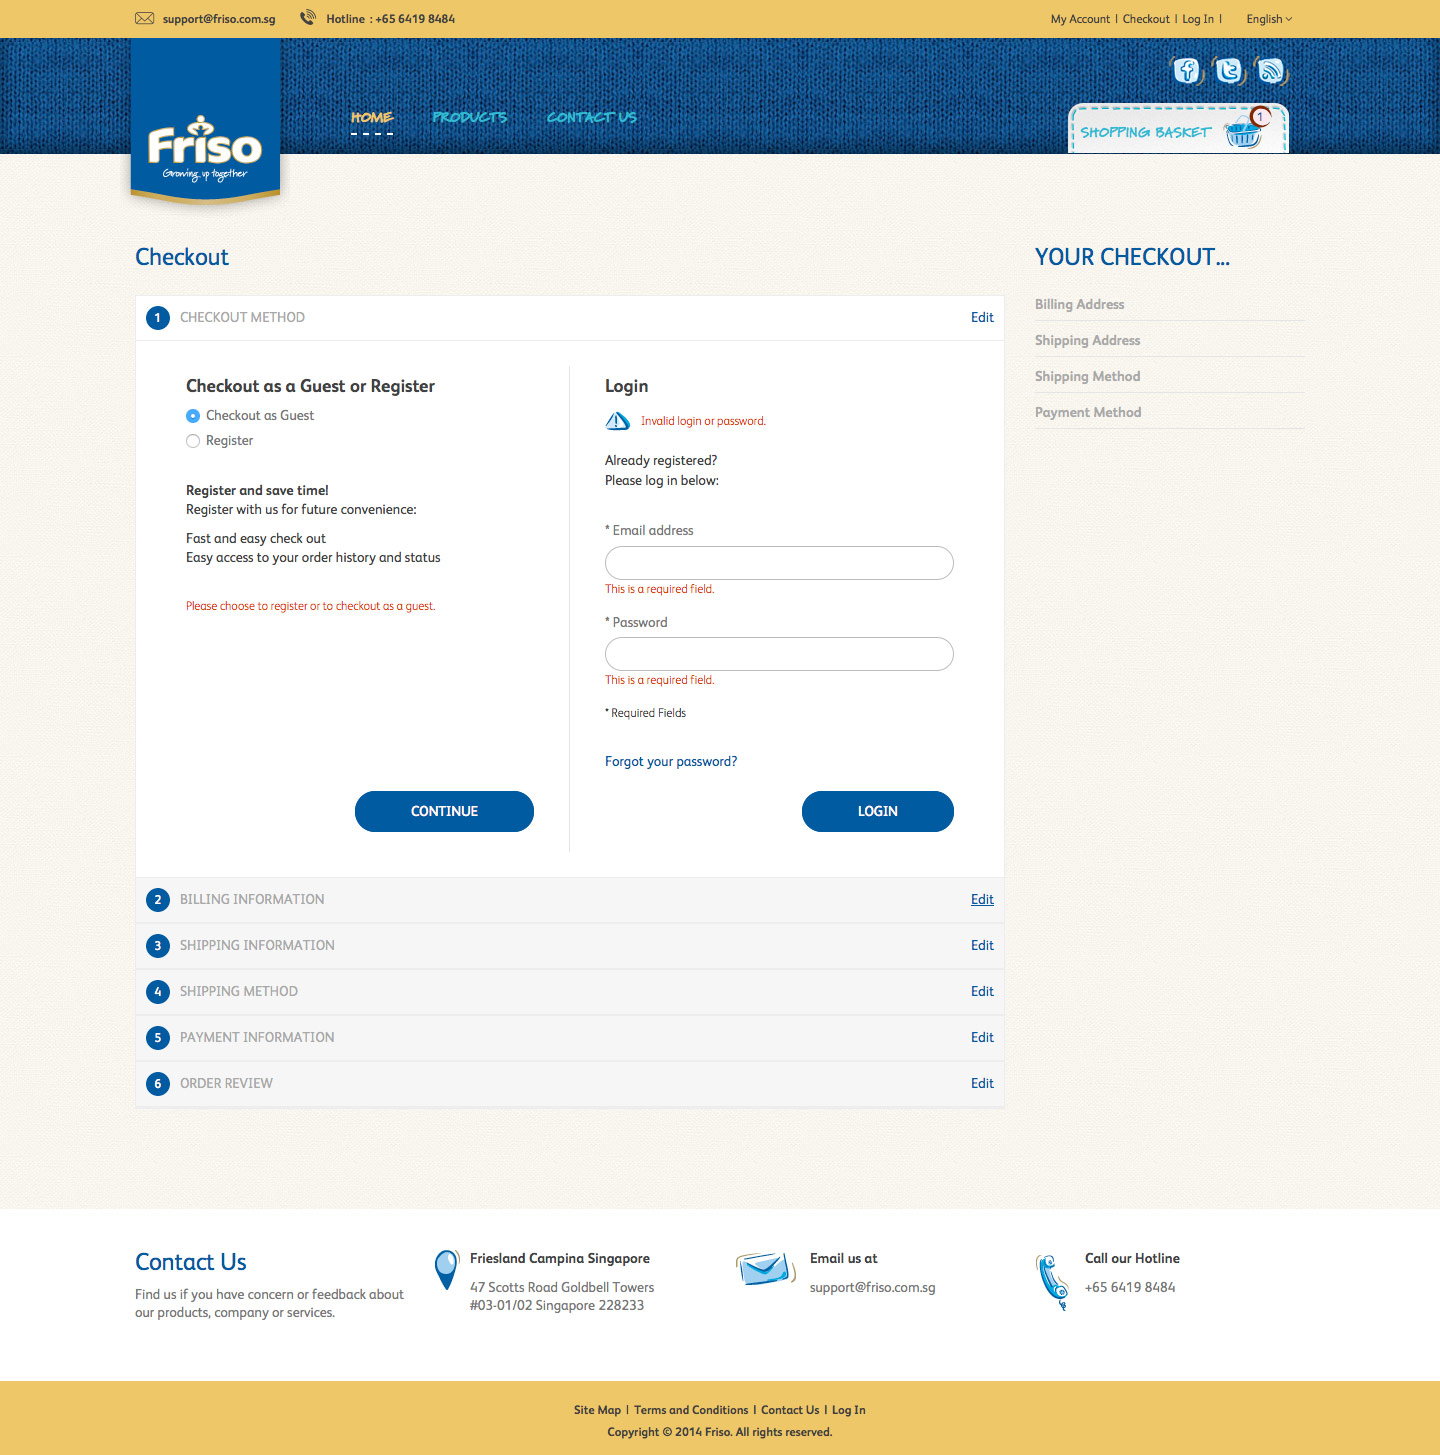 support@friso.com.sg
Hotline : +65 6419 8484
My Account | Checkout | Log In |
English
Friso
Growing up together
HOME
PRODUCTS
CONTACT US
SHOPPING BASKET
1
Checkout
YOUR CHECKOUT...
1 CHECKOUT METHOD Edit
Checkout as a Guest or Register
Checkout as Guest
Register
Register and save time!
Register with us for future convenience:
Fast and easy check out
Easy access to your order history and status
Please choose to register or to checkout as a guest.
CONTINUE
Login
Invalid login or password.
Already registered?
Please log in below:
* Email address
This is a required field.
* Password
This is a required field.
* Required Fields
Forgot your password?
LOGIN
2 BILLING INFORMATION Edit
3 SHIPPING INFORMATION Edit
4 SHIPPING METHOD Edit
5 PAYMENT INFORMATION Edit
6 ORDER REVIEW Edit
Billing Address
Shipping Address
Shipping Method
Payment Method
Contact Us
Find us if you have concern or feedback about
our products, company or services.
Friesland Campina Singapore
47 Scotts Road Goldbell Towers
#03-01/02 Singapore 228233
Email us at
support@friso.com.sg
Call our Hotline
+65 6419 8484
Site Map | Terms and Conditions | Contact Us | Log In
Copyright © 2014 Friso. All rights reserved.